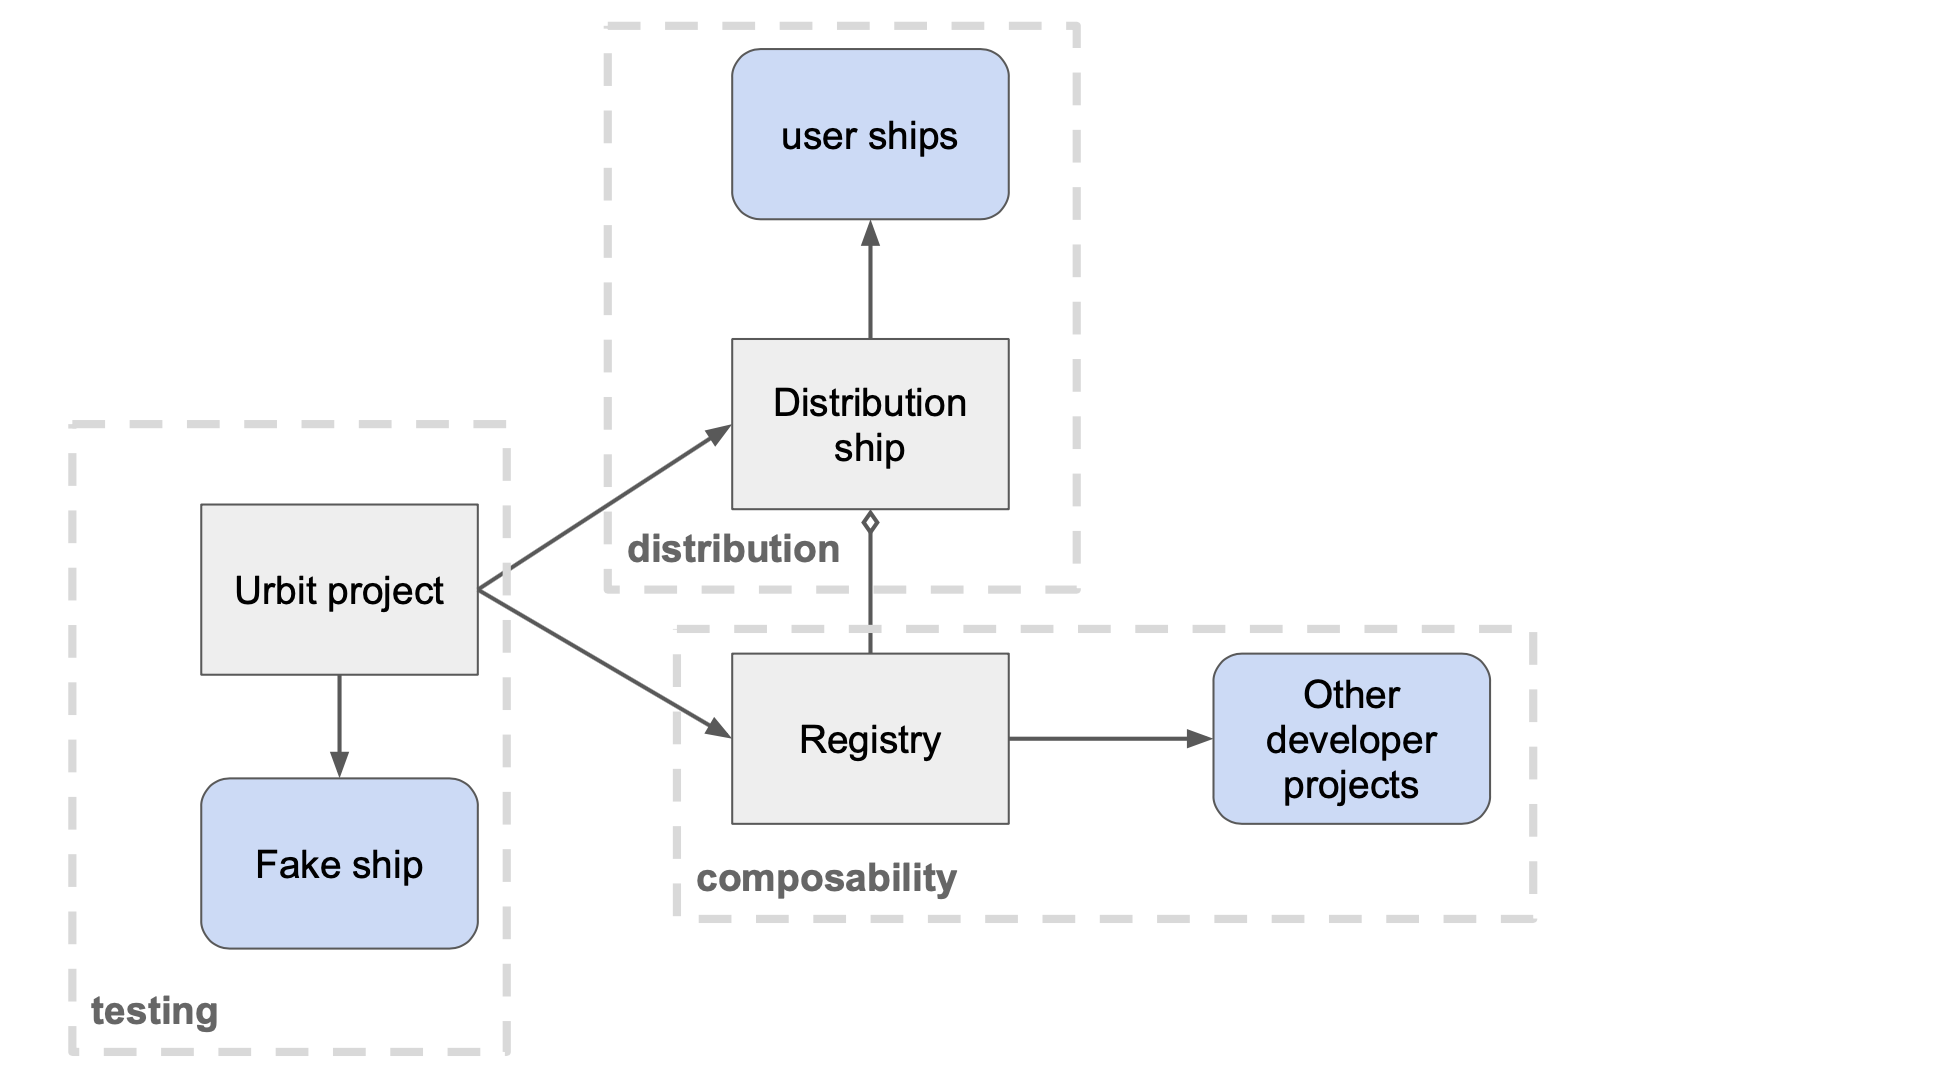 user ships
Distribution
ship
distribution
Urbit project
Registry
Other
developer
projects
Fake ship
composability
testing